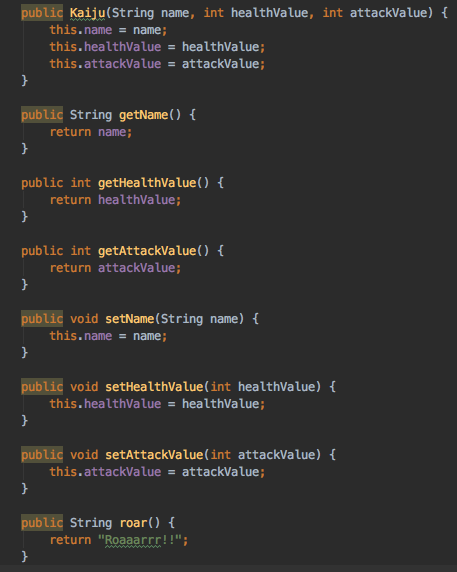 public Kaiju(String name, int healthValue, int attackValue) {
    this.name = name;
    this.healthValue = healthValue;
    this.attackValue = attackValue;
}

public String getName() {
    return name;
}

public int getHealthValue() {
    return healthValue;
}

public int getAttackValue() {
    return attackValue;
}

public void setName(String name) {
    this.name = name;
}

public void setHealthValue(int healthValue) {
    this.healthValue = healthValue;
}

public void setAttackValue(int attackValue) {
    this.attackValue = attackValue;
}

public String roar() {
    return "Roaaarrr!!";
}